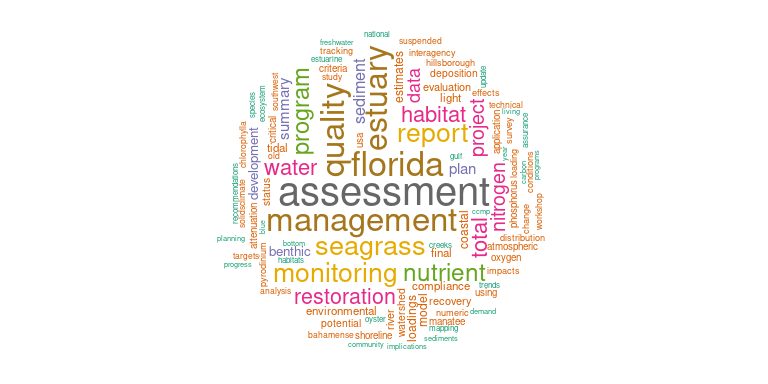 national
freshwater
suspended
tracking
interagency
estuarine
hillsborough
criteria
deposition
study
update
estuary
sediment
estimates
data
evaluation
species
ecosystem
southwest
summary
program
quality
light
effects
habitat
technical
living
project
report
application
survey
assurance
usa
critical
tidal
old
chlorophylla
development
water
florida
gulf
plan
year
status
recommendations
solidsclimate
assessment
nitrogen
phosphorus loading
carbon
conditions
programs
attenuation
blue
management
ccmp
coastal
total
change
workshop
planning
bottom
benthic
seagrass
creeks
final
distribution
atmospheric
targets
habitats
oxygen
progress
pyrodinium
monitoring
nutrient
impacts
analysis
restoration
compliance
trends
using
recovery
environmental
potential
oyster
river
watershed
loadings
model
numeric
demand
manatee
mapping
bahamense
shoreline
sediments
community
implications